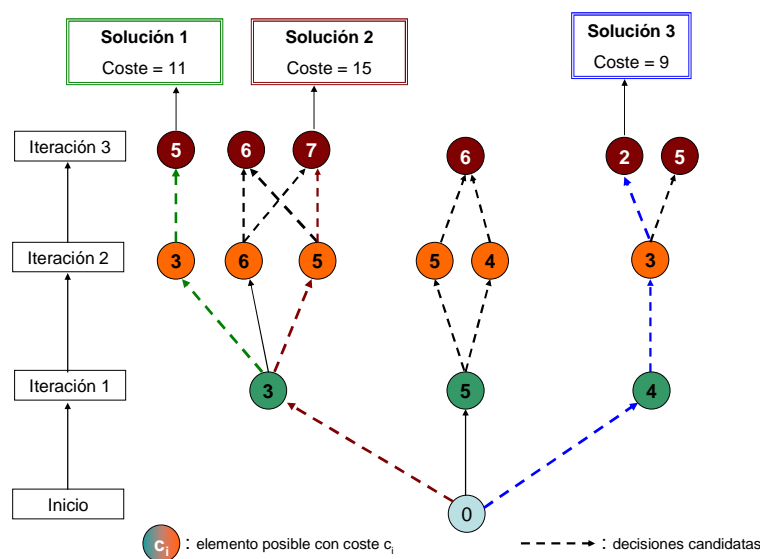 Solución 1
Coste = 11
Solución 2
Coste = 15
Solución 3
Coste = 9
Iteración 3
5
6
7
6
2
5
Iteración 2
3
6
5
5
4
3
Iteración 1
3
5
4
Inicio
0
c_i : elemento posible con coste c_i
: decisiones candidatas